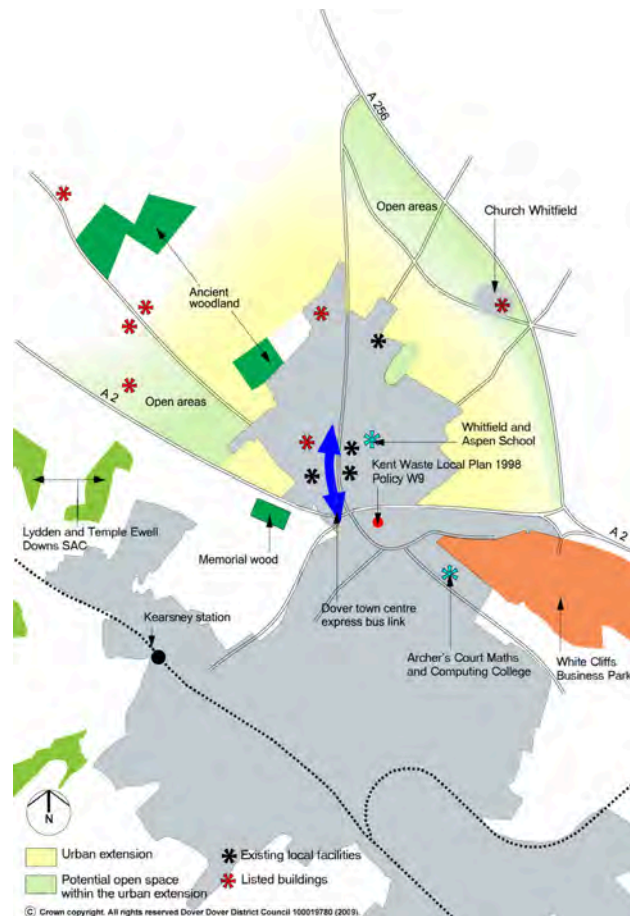 A 256
Open areas
Church Whitfield
Ancient
woodland
A 2
Open areas
Whitfield and
Aspen School
Kent Waste Local Plan 1998
Policy W9
Lydden and Temple Ewell
Downs SAC
Memorial wood
A 2
Kearsney station
Dover town centre
express bus link
Archer's Court Maths
and Computing College
White Cliffs
Business Park
N
Urban extension
Existing local facilities
Potential open space
within the urban extension
Listed buildings
© Crown copyright. All rights reserved Dover Dover District Council 100019780 (2009).